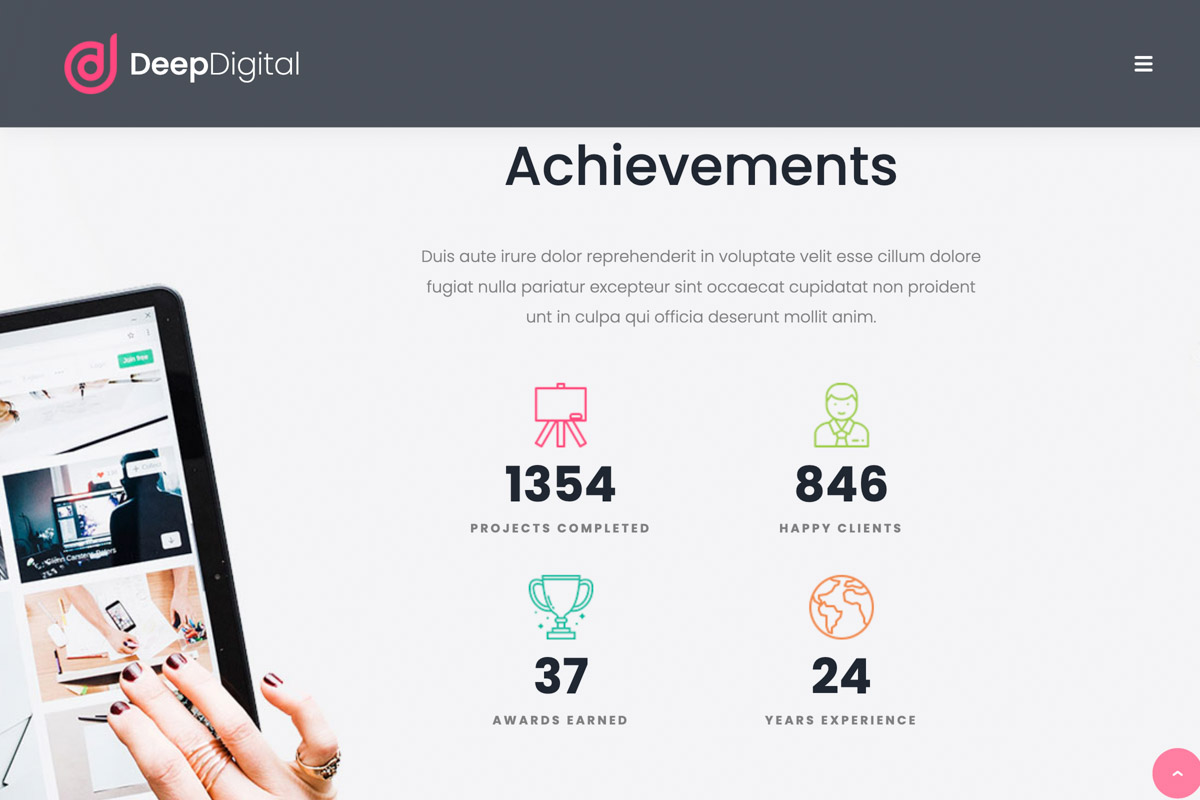 DeepDigital
Achievements
Duis aute irure dolor reprehenderit in voluptate velit esse cillum dolore
fugiat nulla pariatur excepteur sint occaecat cupidatat non proident
unt in culpa qui officia deserunt mollit anim.
Join free
1354
846
PROJECTS COMPLETED
HAPPY CLIENTS
37
24
AWARDS EARNED
YEARS EXPERIENCE